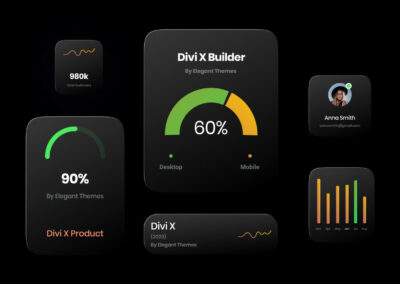 980k
Divi X Builder
By Elegant Themes
60%
Desktop
Mobile
Anna Smith
90%
By Elegant Themes
Divi X Product
Divi X
(2020)
By Elegant Themes